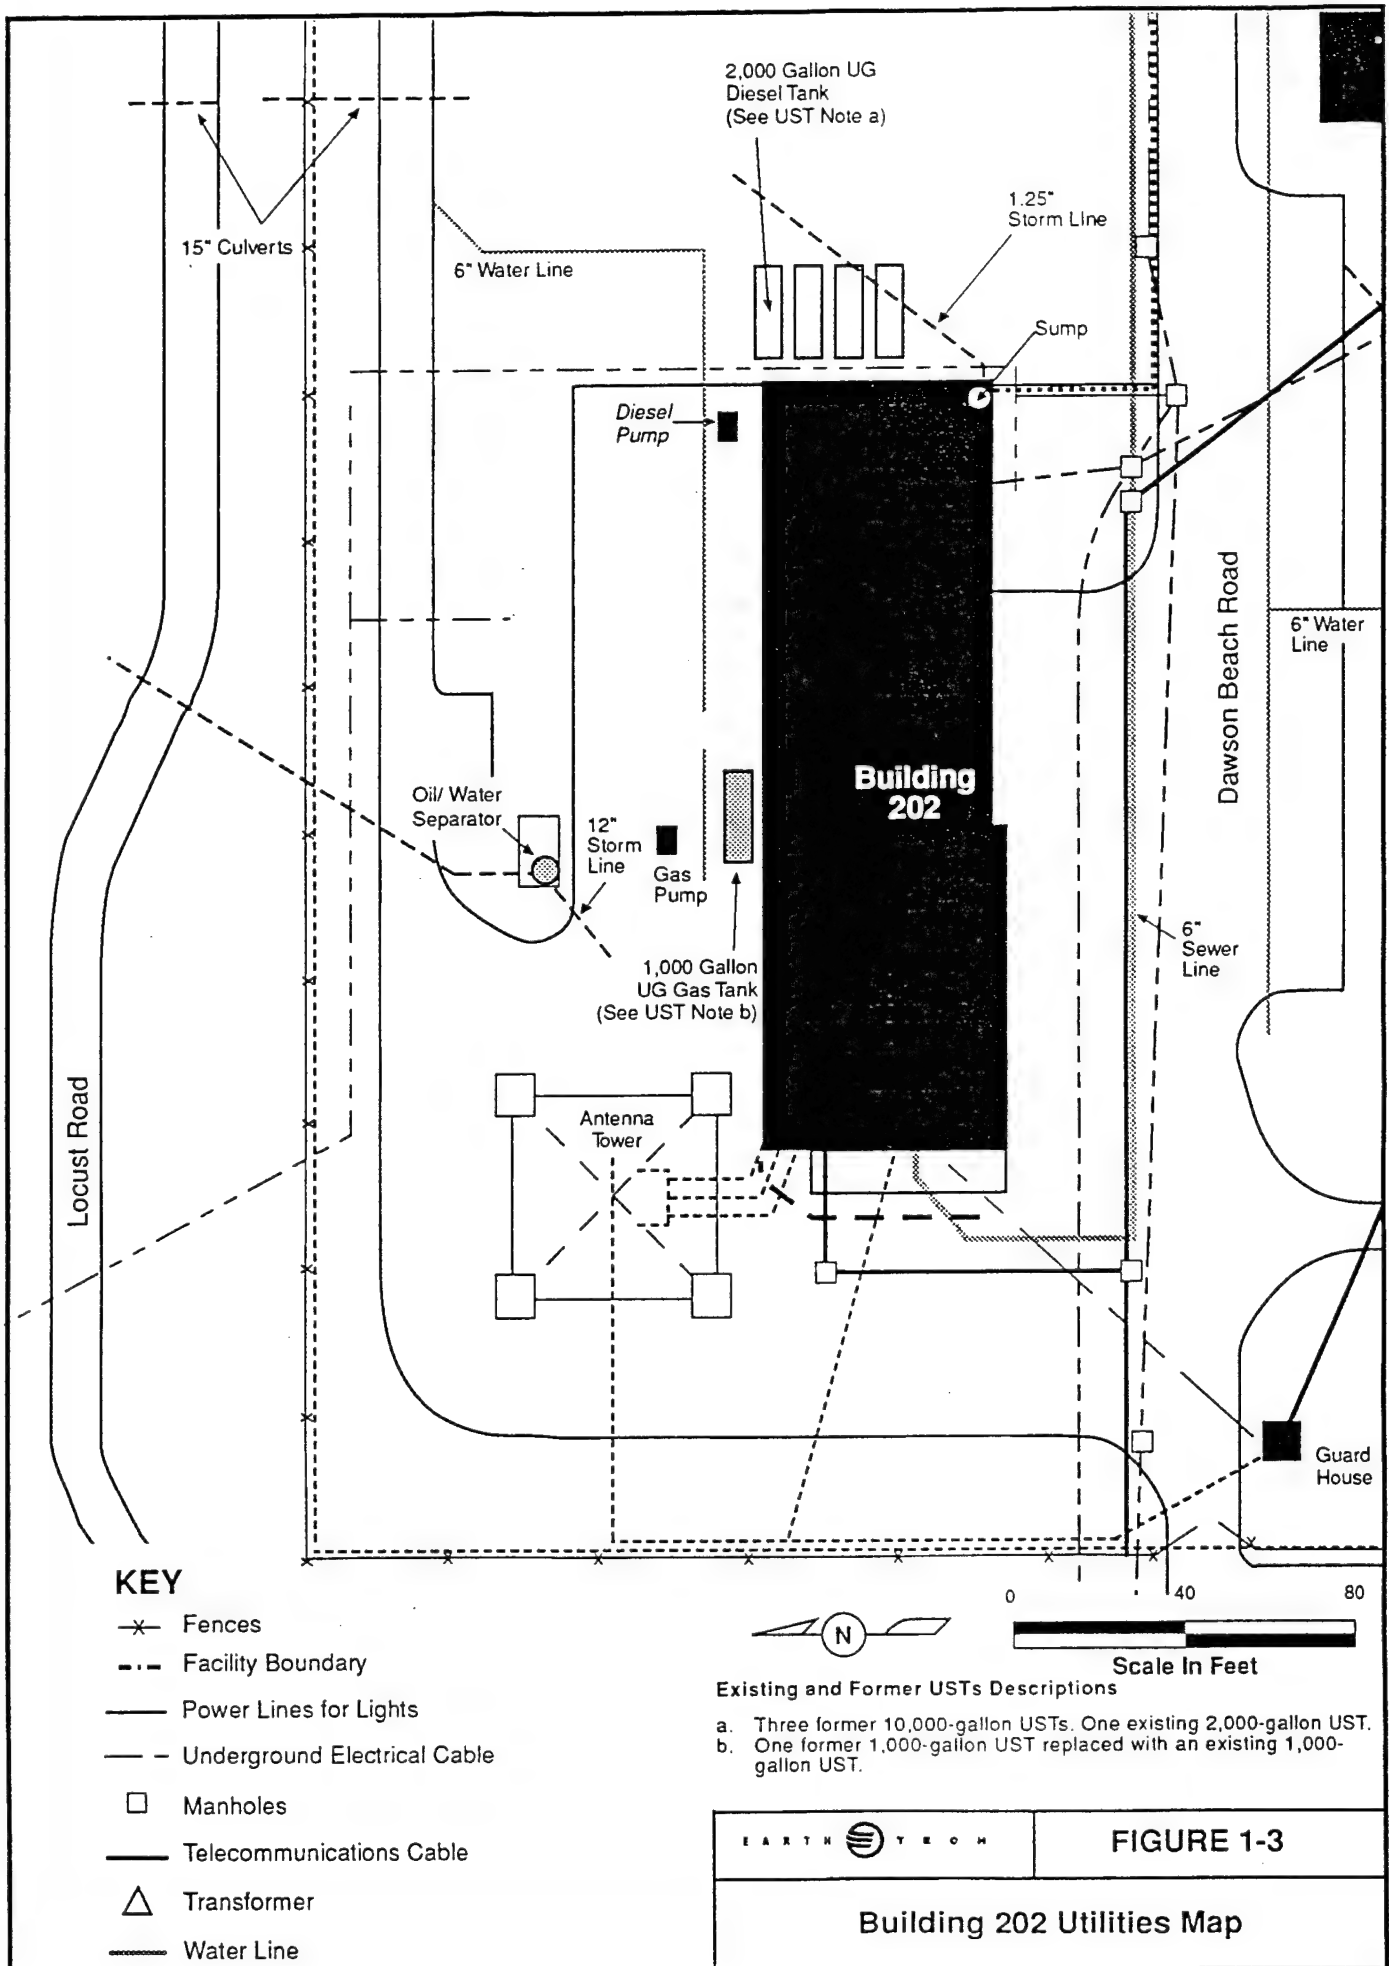 2,000 Gallon UG
Diesel Tank
(See UST Note a)
1.25"
Storm Line
15" Culverts
6" Water Line
Sump
Diesel
Pump
Dawson Beach Road
6" Water
Line
Building
202
Oil/ Water
Separator
12"
Storm
Line
Gas
Pump
6"
Sewer
Line
1,000 Gallon
UG Gas Tank
(See UST Note b)
Locust Road
Antenna
Tower
Guard
House
KEY
Fences
Facility Boundary
Power Lines for Lights
Underground Electrical Cable
Manholes
Telecommunications Cable
Transformer
Water Line
0 40 80
N
Scale In Feet
Existing and Former USTs Descriptions
a. Three former 10,000-gallon USTs. One existing 2,000-gallon UST.
b. One former 1,000-gallon UST replaced with an existing 1,000-
gallon UST.
EARTH TECH
FIGURE 1-3
Building 202 Utilities Map